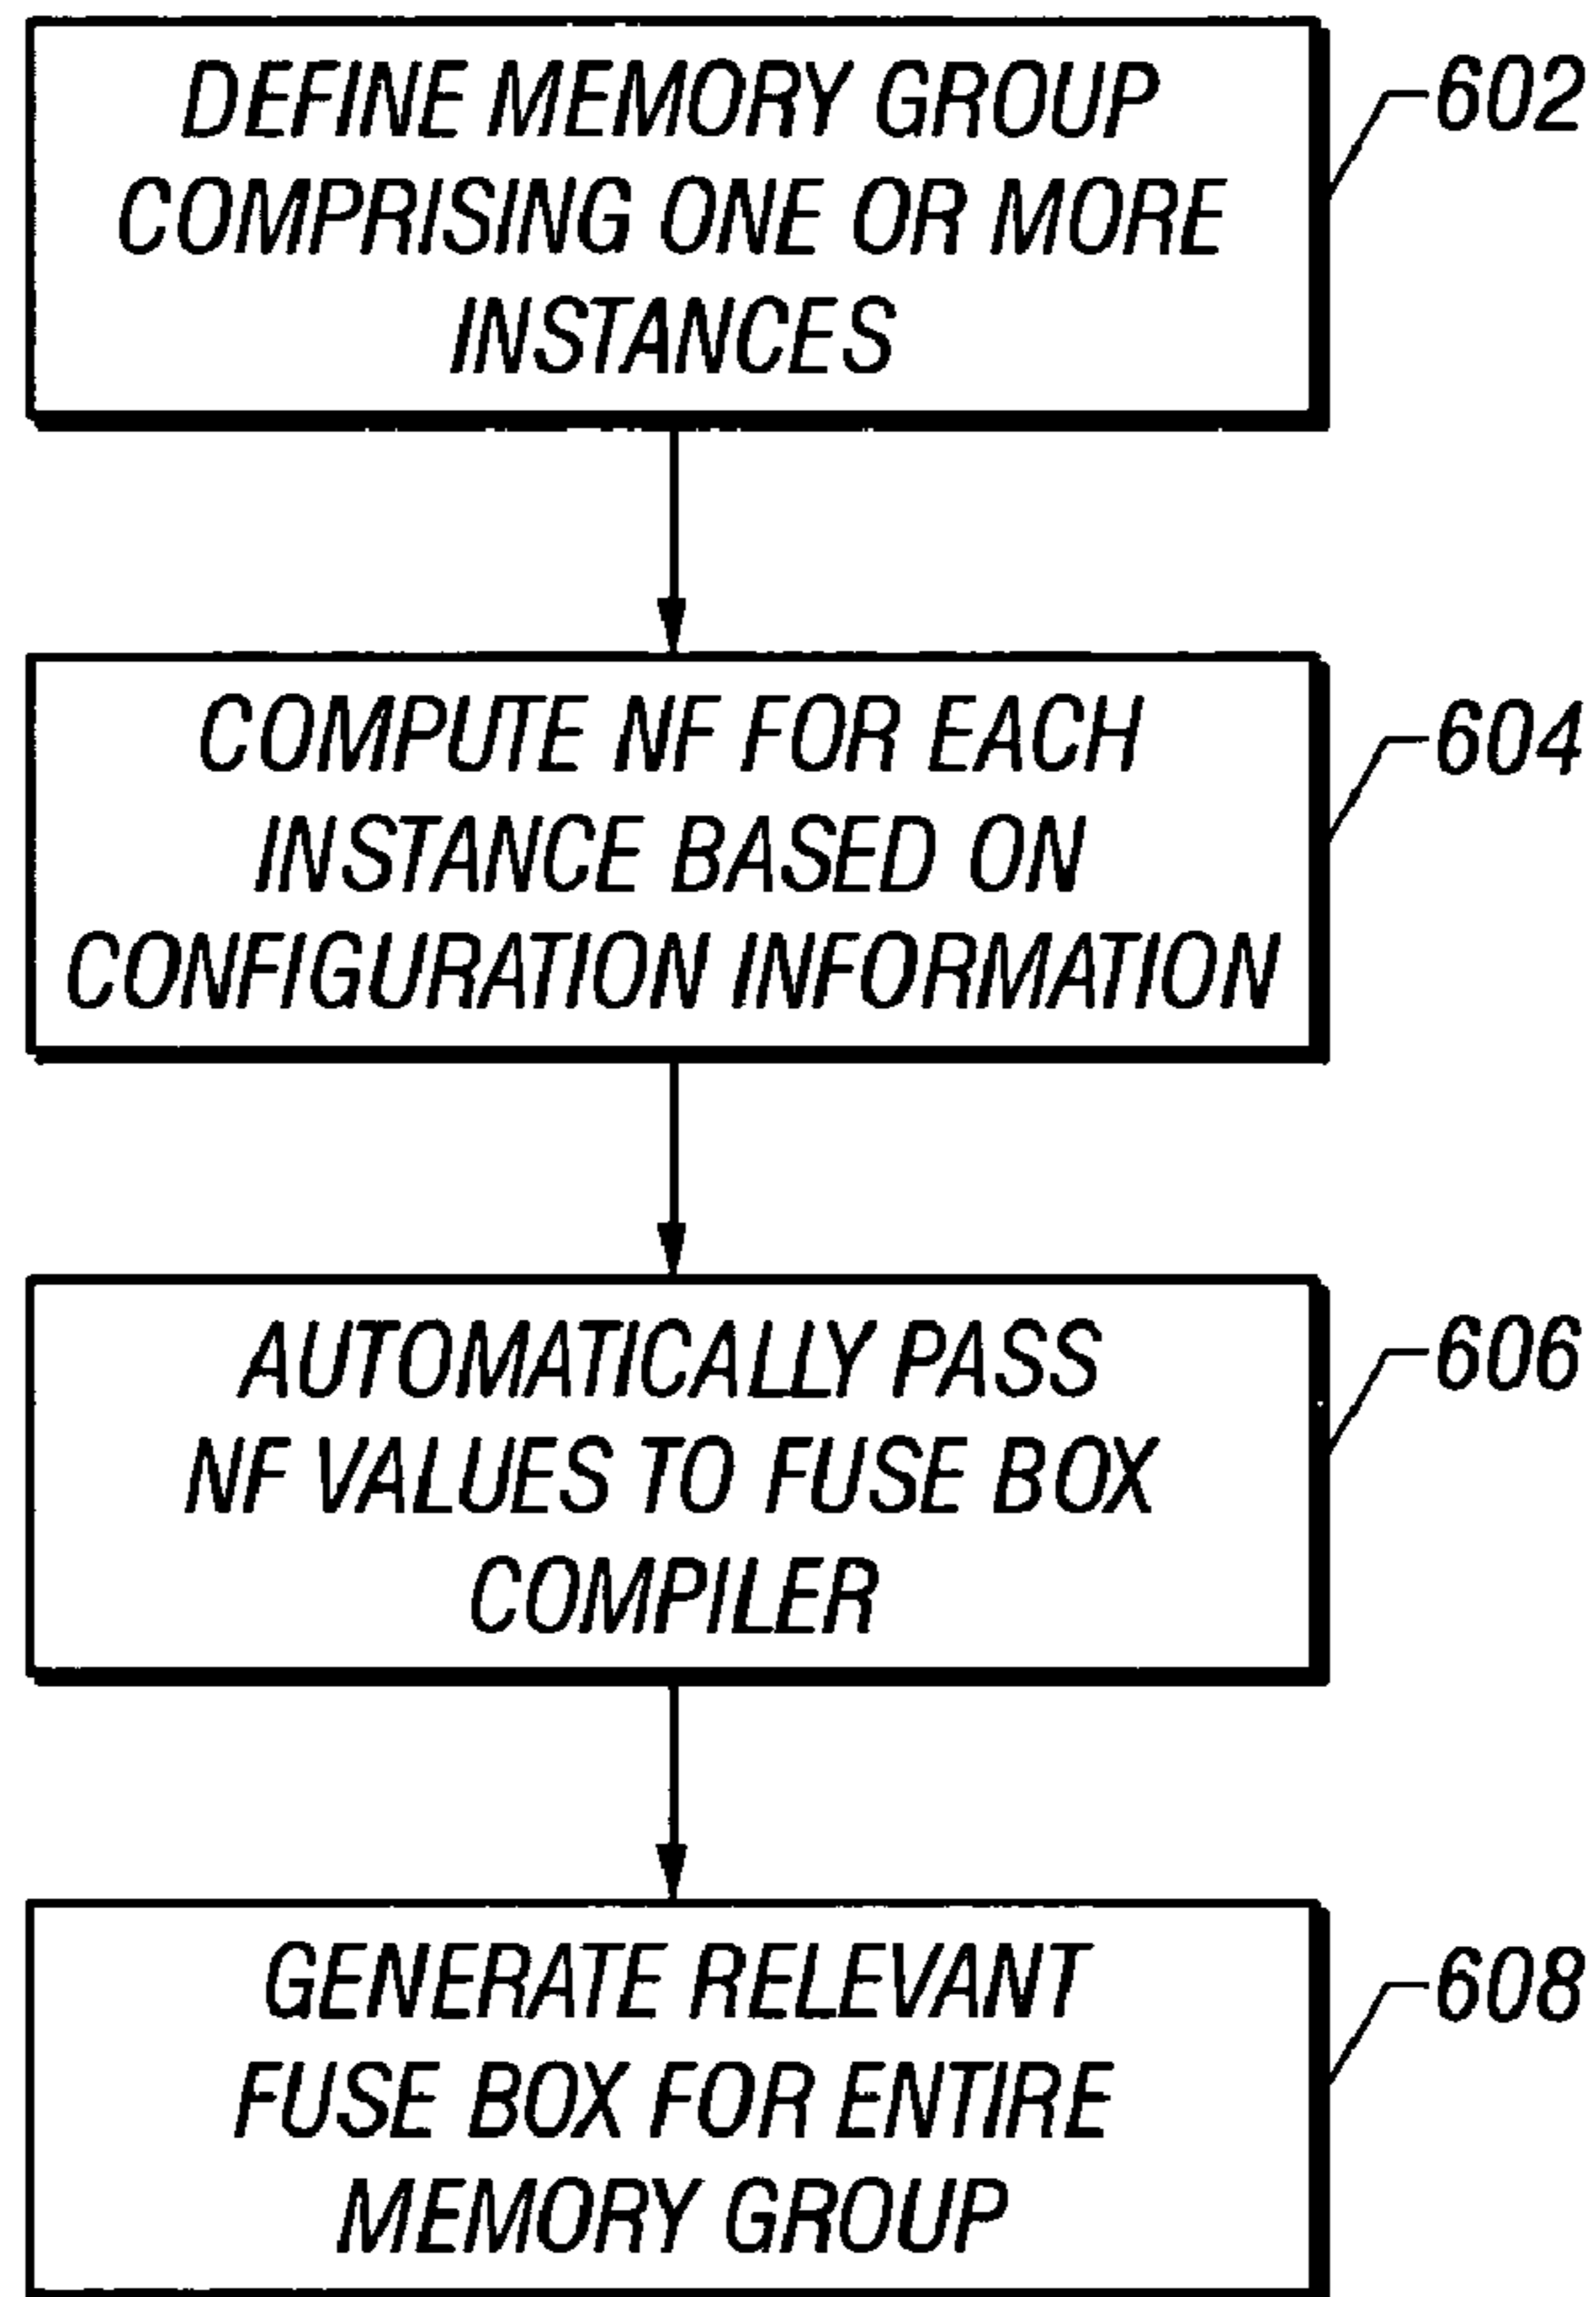 DEFINE MEMORY GROUP
COMPRISING ONE OR MORE
INSTANCES
602
COMPUTE NF FOR EACH
INSTANCE BASED ON
CONFIGURATION INFORMATION
604
AUTOMATICALLY PASS
NF VALUES TO FUSE BOX
COMPILER
606
GENERATE RELEVANT
FUSE BOX FOR ENTIRE
MEMORY GROUP
608